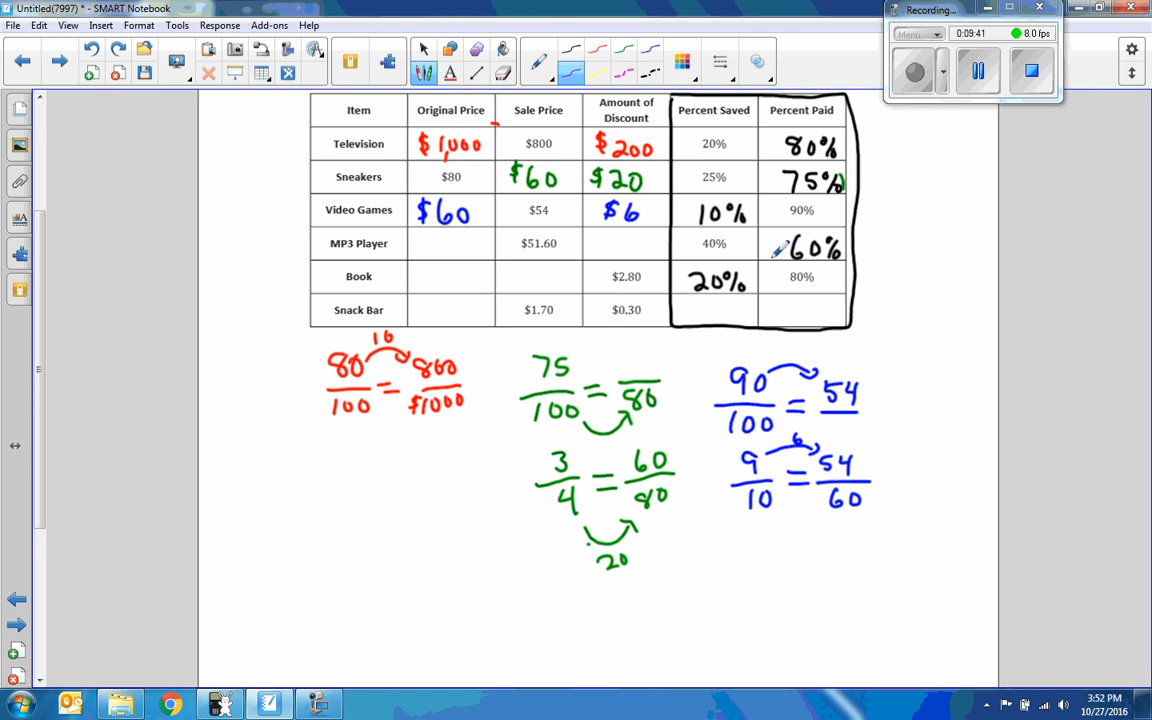 Untitled(7997) * - SMART Notebook
File Edit View Insert Format Tools Response Add-ons Help
Recording...
Menu 0:09:41 8.0 fps
Item Original Price Sale Price Amount of Discount Percent Saved Percent Paid
Television $1,000 $800 $200 20% 80%
Sneakers $80 $60 $20 25% 75%
Video Games $60 $54 $6 10% 90%
MP3 Player $51.60 40% 60%
Book $2.80 20% 80%
Snack Bar $1.70 $0.30
10
80 800
100 = $1000
75
100 = 80
3 60
4 = 80
20
90 54
100 =
6
9 54
10 = 60
3:52 PM
10/27/2016